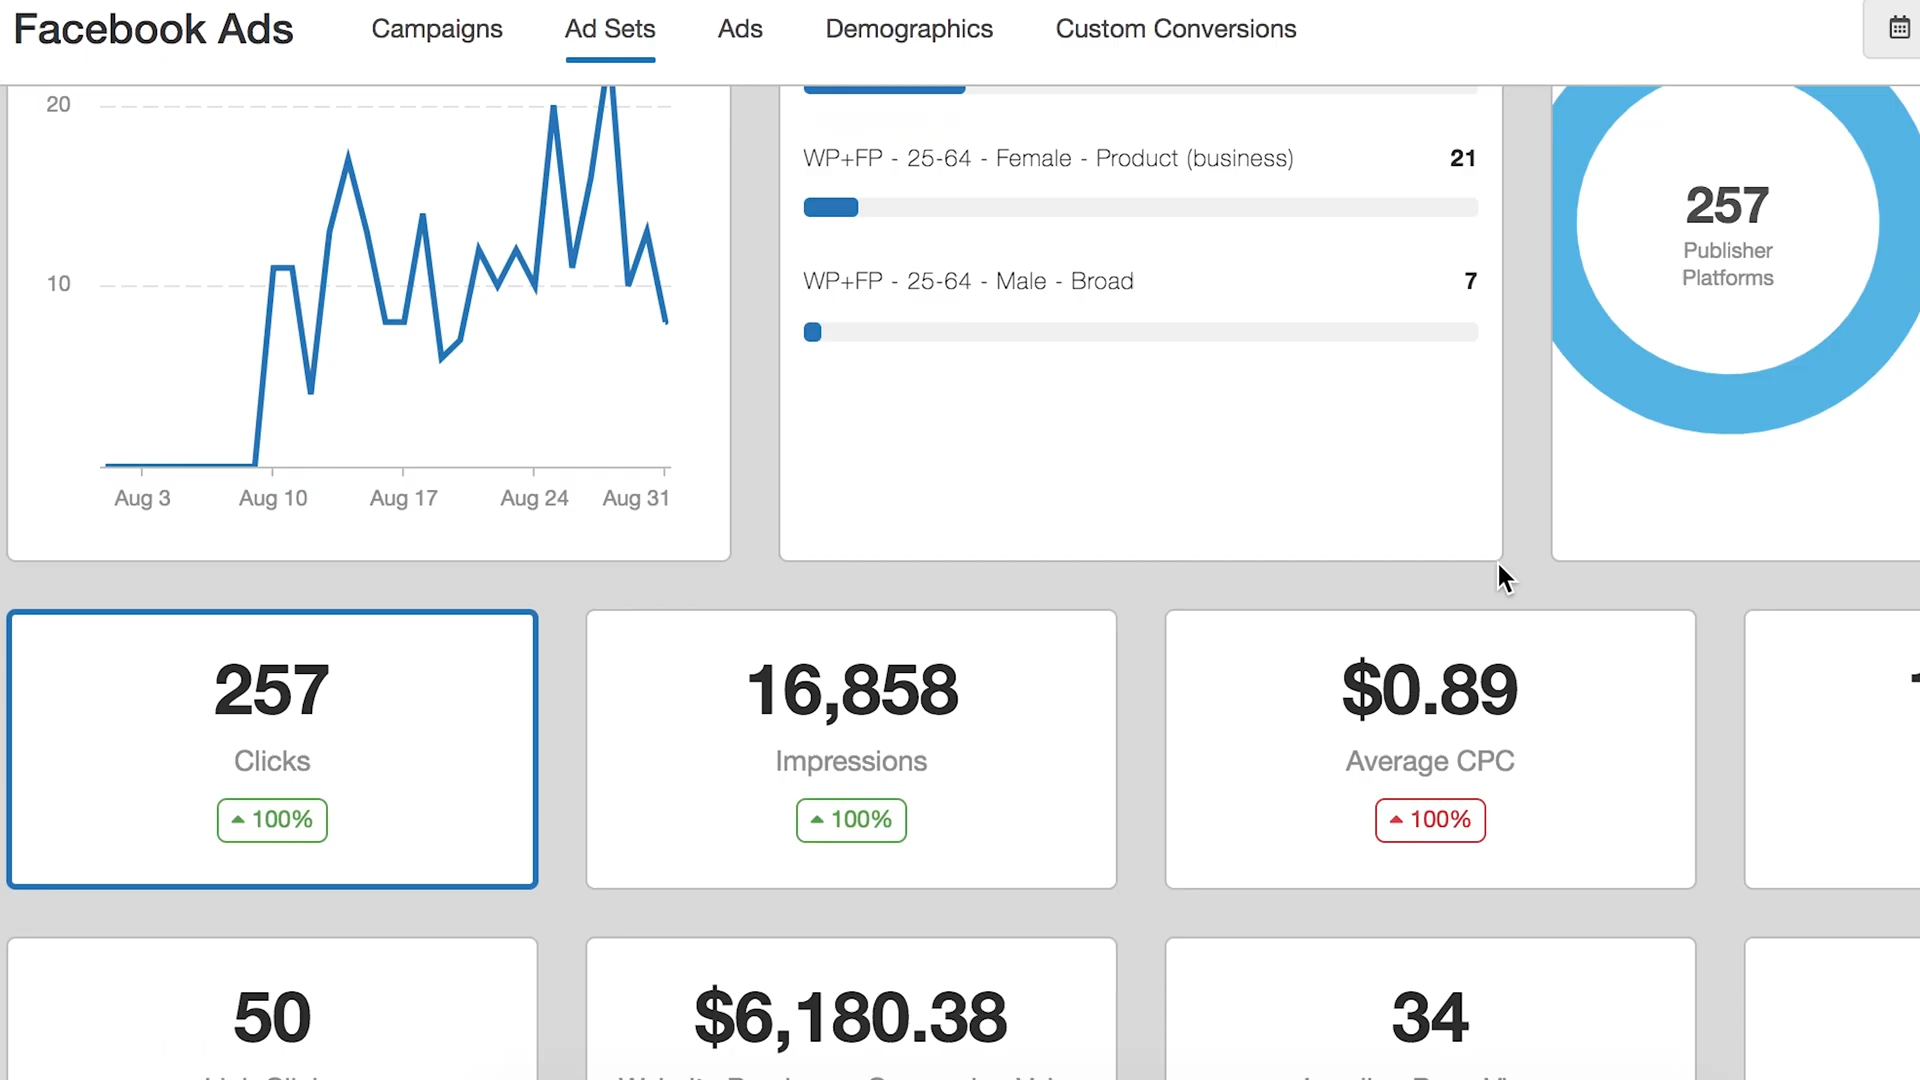 Facebook Ads
Campaigns
Ad Sets
Ads
Demographics
Custom Conversions
20
10
Aug 3
Aug 10
Aug 17
Aug 24
Aug 31
WP+FP - 25-64 - Female - Product (business)
21
WP+FP - 25-64 - Male - Broad
7
257
Publisher
Platforms
257
Clicks
100%
16,858
Impressions
100%
$0.89
Average CPC
100%
50
$6,180.38
34